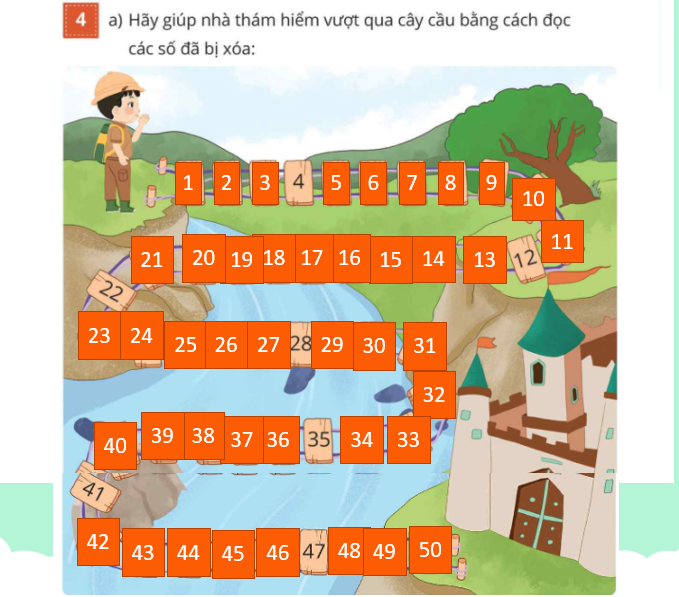 4 a) Hãy giúp nhà thám hiểm vượt qua cây cầu bằng cách đọc
các số đã bị xóa:
1 2 3 4 5 6 7 8 9
10
11
21 20 19 18 17 16 15 14 13 12
22
23 24 25 26 27 28 29 30 31
32
40 39 38 37 36 35 34 33
41
42 43 44 45 46 47 48 49 50